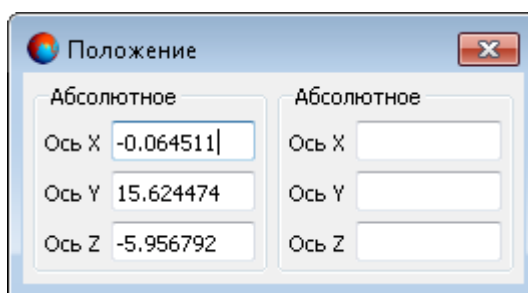 Положение
Абсолютное Абсолютное
Ось X -0.064511 Ось X
Ось Y 15.624474 Ось Y
Ось Z -5.956792 Ось Z